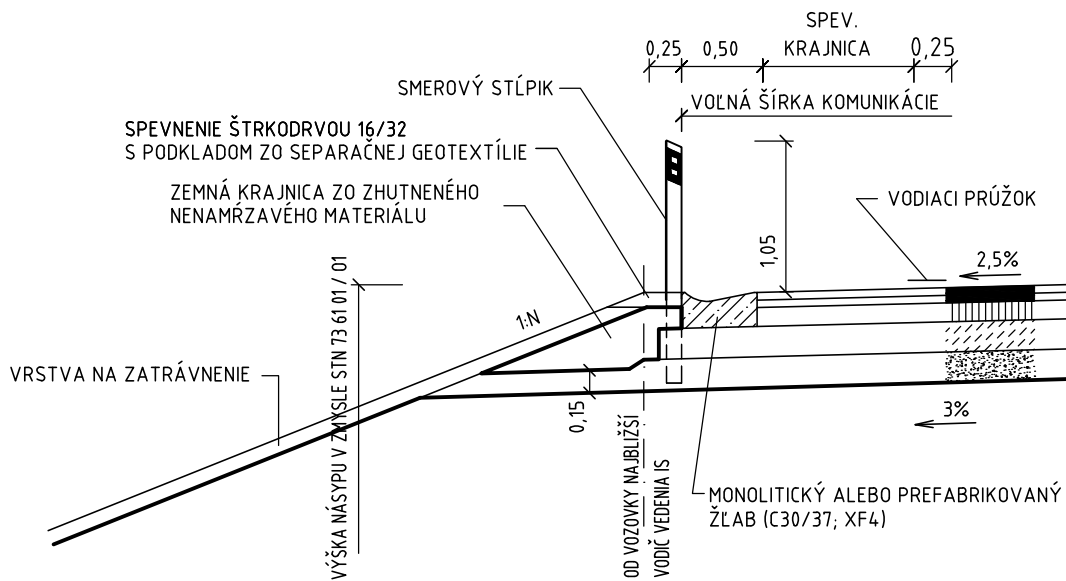 SPEV.
KRAJNICA
0,25
0,50
0,25
SMEROVÝ STĹPIK
VOĽNÁ ŠÍRKA KOMUNIKÁCIE
SPEVNENIE ŠTRKODRVOU 16/32
S PODKLADOM ZO SEPARAČNEJ GEOTEXTÍLIE
ZEMNÁ KRAJNICA ZO ZHUTNENÉHO
NENAMŔZAVÉHO MATERIÁLU
VODIACI PRÚŽOK
1,05
2,5%
1:N
VÝŠKA NÁSYPU V ZMYSLE STN 73 61 01 / 01
VRSTVA NA ZATRÁVNENIE
0,15
3%
OD VOZOVKY NAJBLIŽŠÍ
VODIČ VEDENIA IS
MONOLITICKÝ ALEBO PREFABRIKOVANÝ
ŽĽAB (C30/37; XF4)